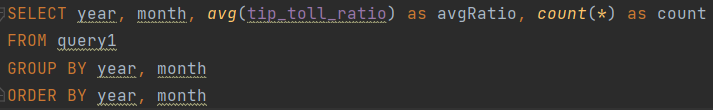 SELECT year, month, avg(tip_toll_ratio) as avgRatio, count(*) as count
FROM query1
GROUP BY year, month
ORDER BY year, month